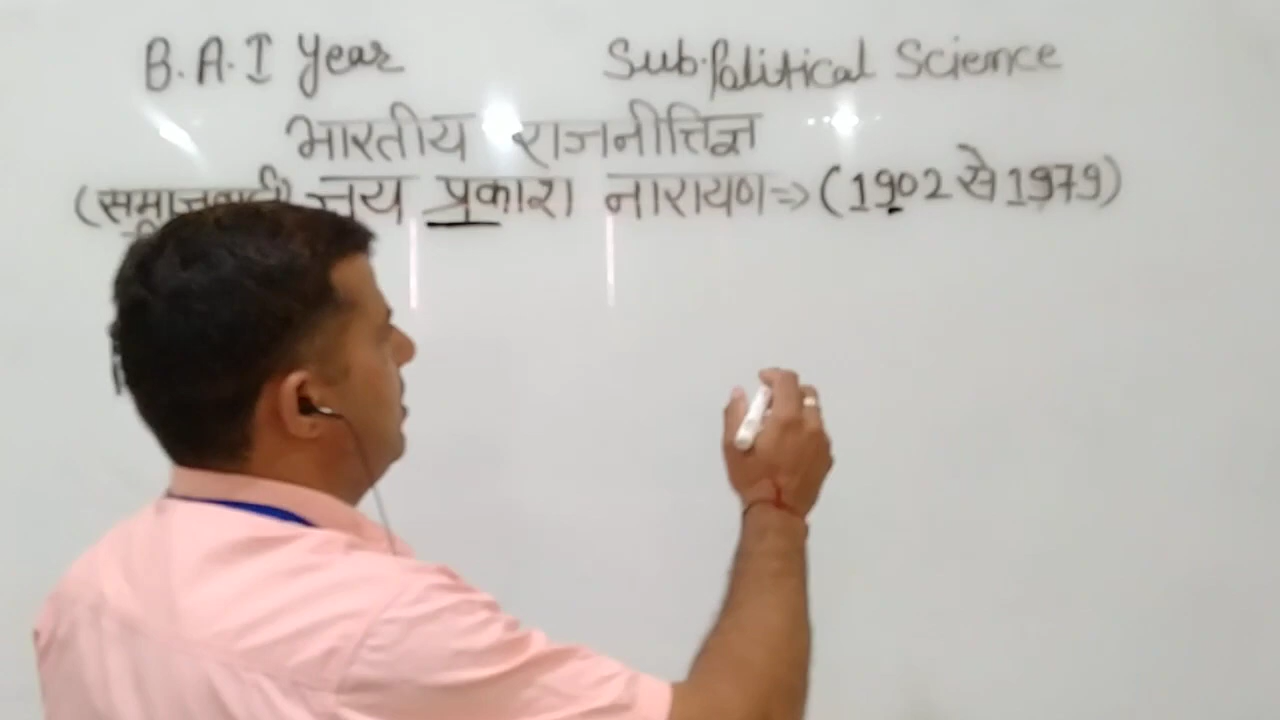 B.A.I Year Sub. Political Science
भारतीय राजनीतिज्ञ
(समाजवादी) जय प्रकाश नारायण⇒(1902 से 1979)